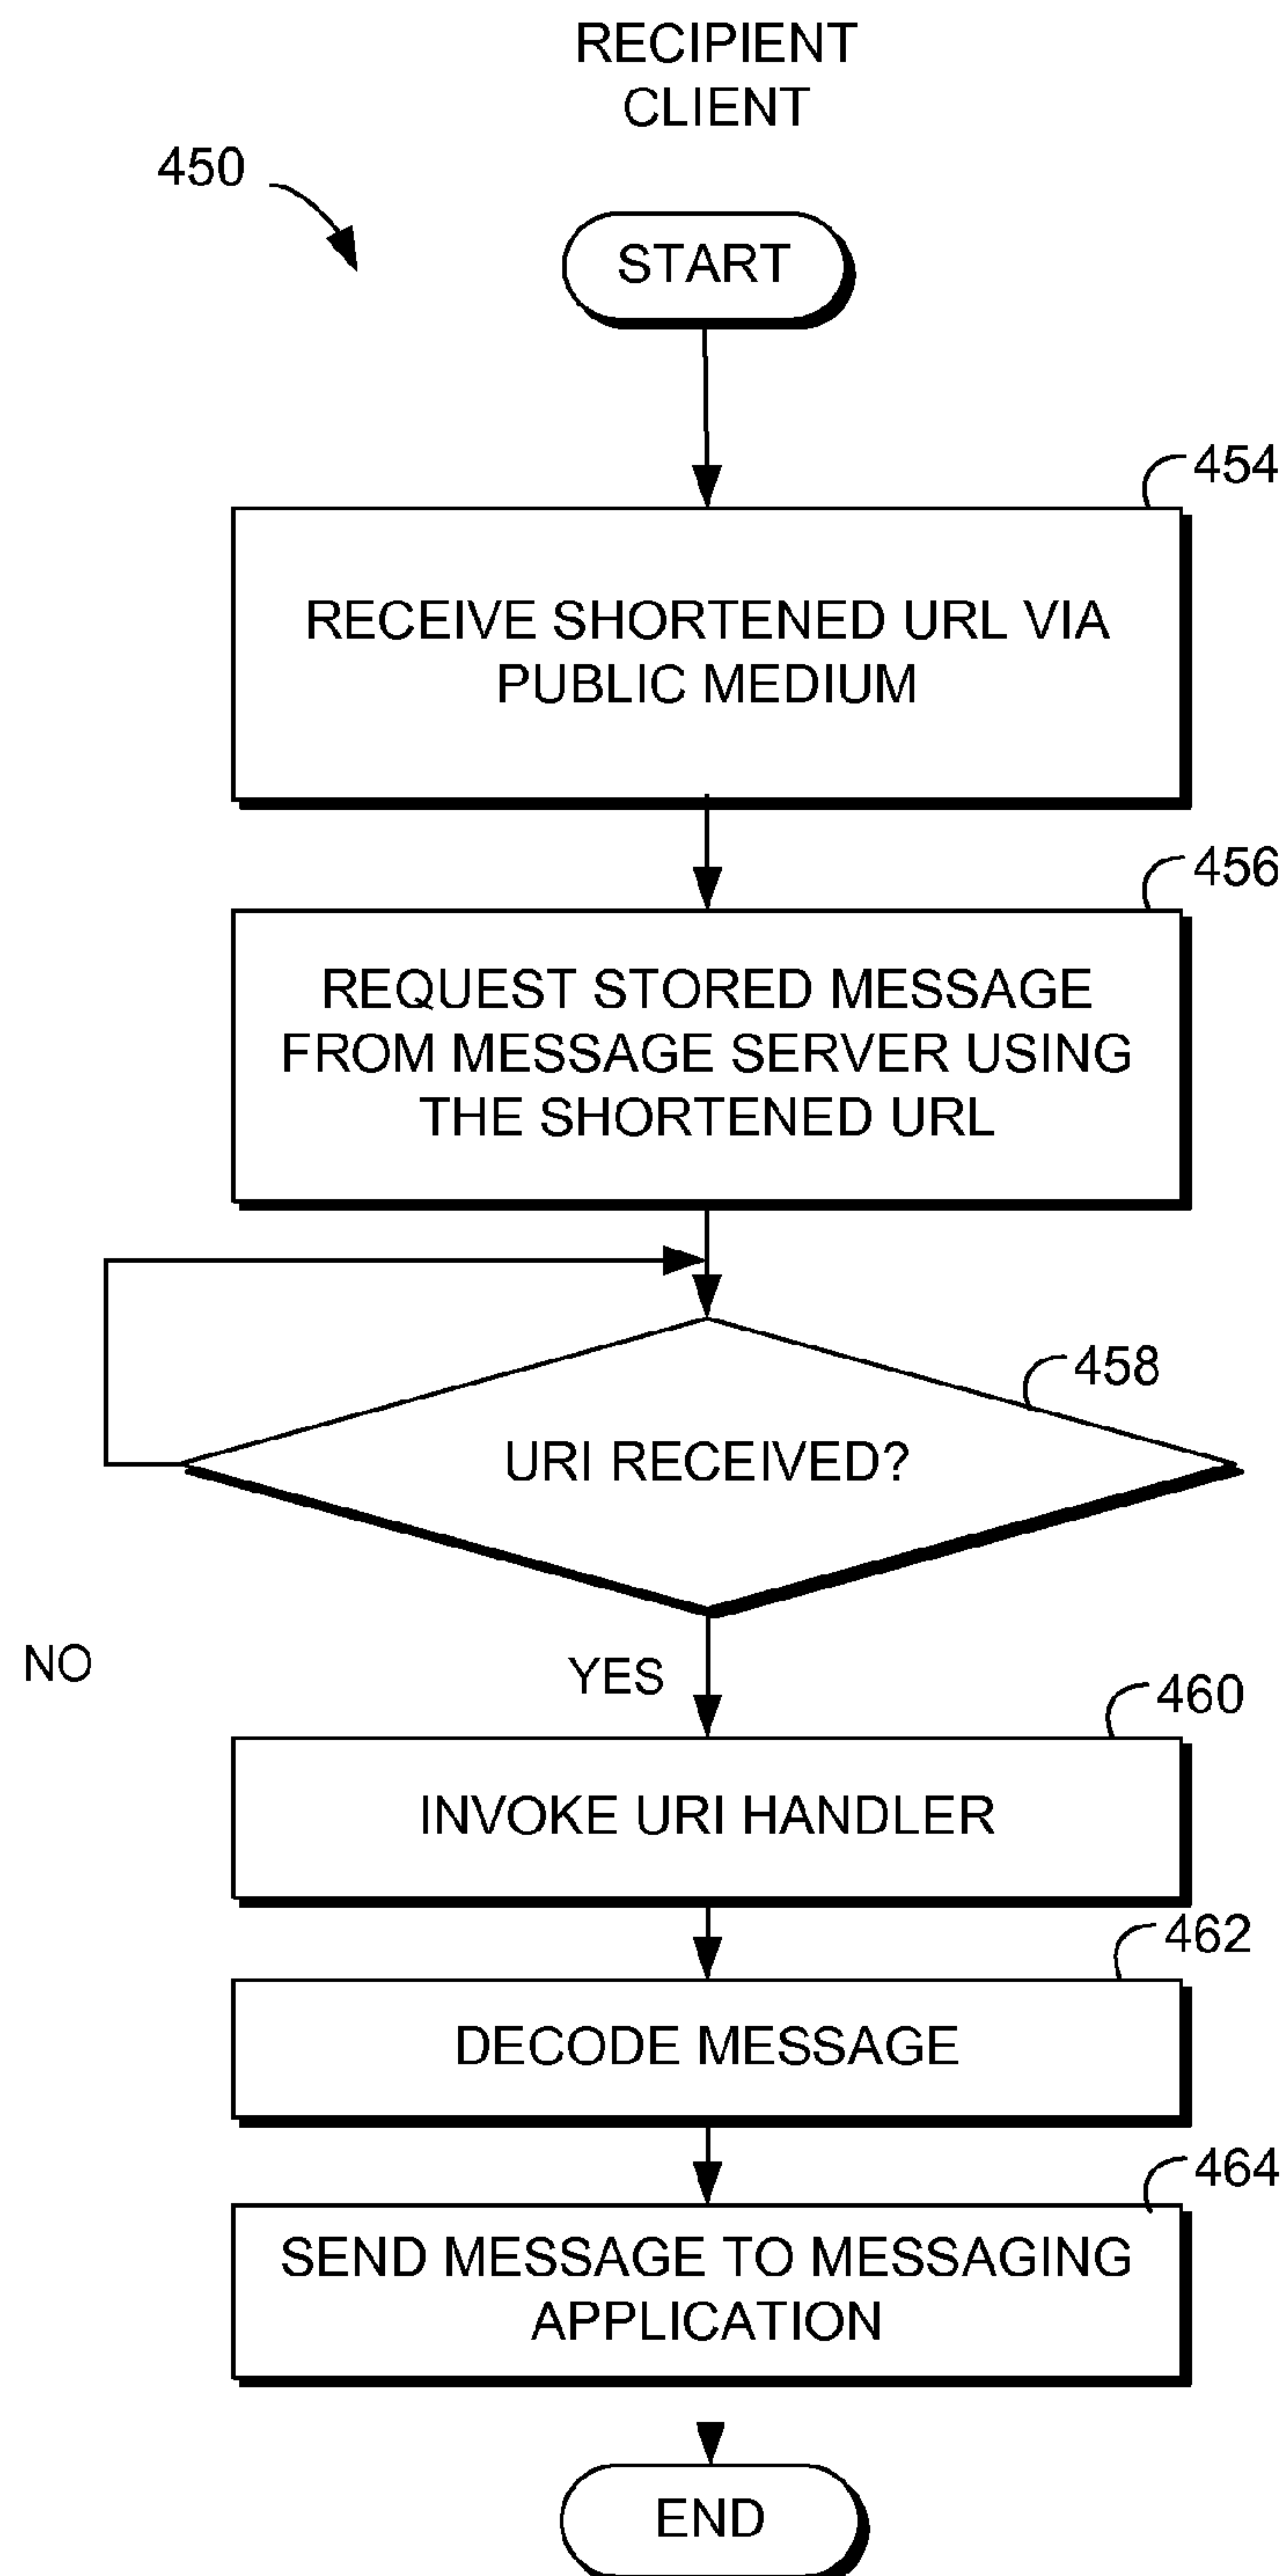 RECIPIENT
CLIENT
450
START
454
RECEIVE SHORTENED URL VIA
PUBLIC MEDIUM
456
REQUEST STORED MESSAGE
FROM MESSAGE SERVER USING
THE SHORTENED URL
458
URI RECEIVED?
NO
YES
460
INVOKE URI HANDLER
462
DECODE MESSAGE
464
SEND MESSAGE TO MESSAGING
APPLICATION
END